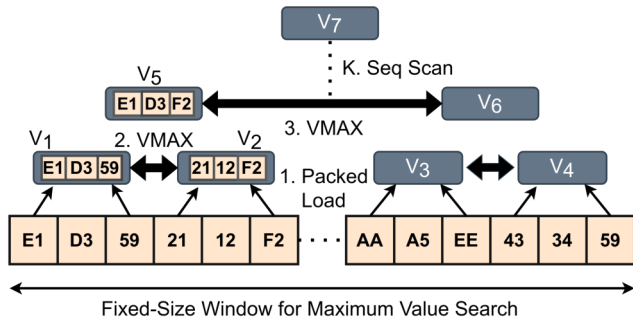 V7
K. Seq Scan
V5
E1 D3 F2
V6
3. VMAX
V1
2. VMAX
V2
E1 D3 59
21 12 F2
1. Packed
Load
V3
V4
E1 D3 59 21 12 F2 ..... AA A5 EE 43 34 59
Fixed-Size Window for Maximum Value Search